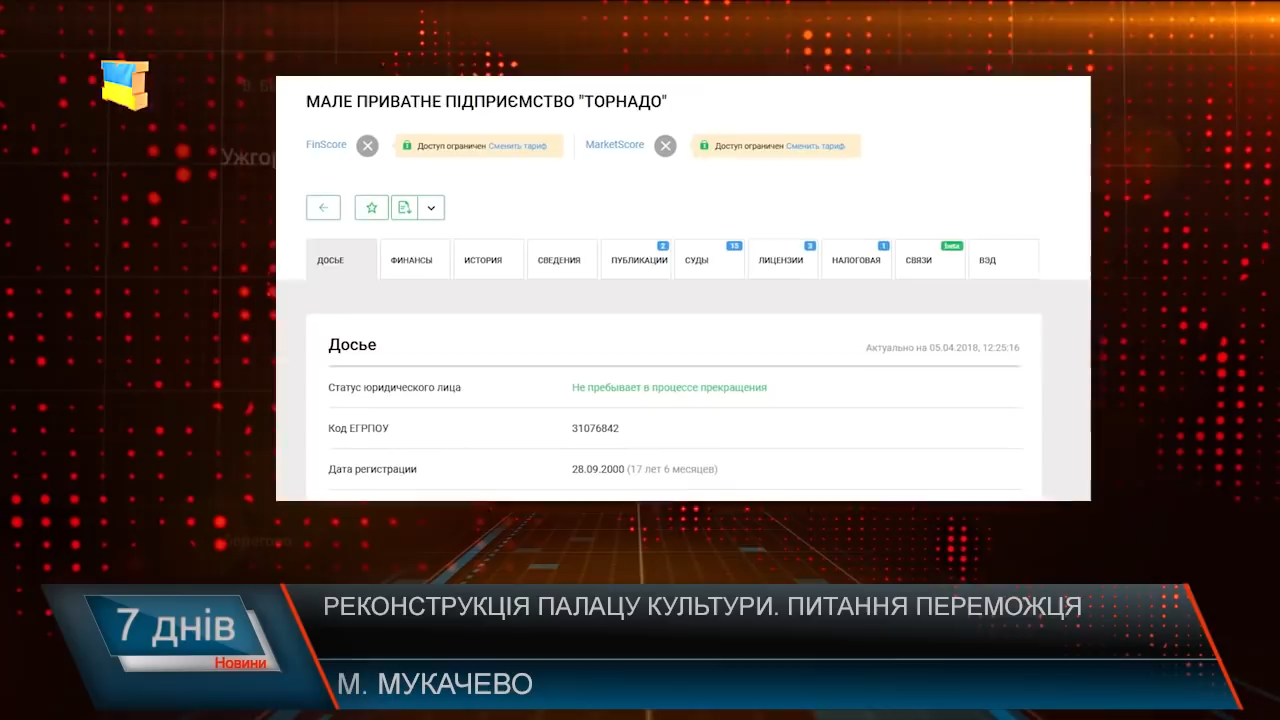 МАЛЕ ПРИВАТНЕ ПІДПРИЄМСТВО "ТОРНАДО"
FinScore Доступ ограничен Сменить тариф MarketScore Доступ ограничен Сменить тариф
Ужго
2 15 3 1 beta
ДОСЬЕ ФИНАНСЫ ИСТОРИЯ СВЕДЕНИЯ ПУБЛИКАЦИИ СУДЫ ЛИЦЕНЗИИ НАЛОГОВАЯ СВЯЗИ ВЭД
Досье Актуально на 05.04.2018, 12:25:16
Статус юридического лица Не пребывает в процессе прекращения
Код ЕГРПОУ 31076842
Дата регистрации 28.09.2000 (17 лет 6 месяцев)
РЕКОНСТРУКЦІЯ ПАЛАЦУ КУЛЬТУРИ. ПИТАННЯ ПЕРЕМОЖЦЯ
7 днів
Новини
М. МУКАЧЕВО